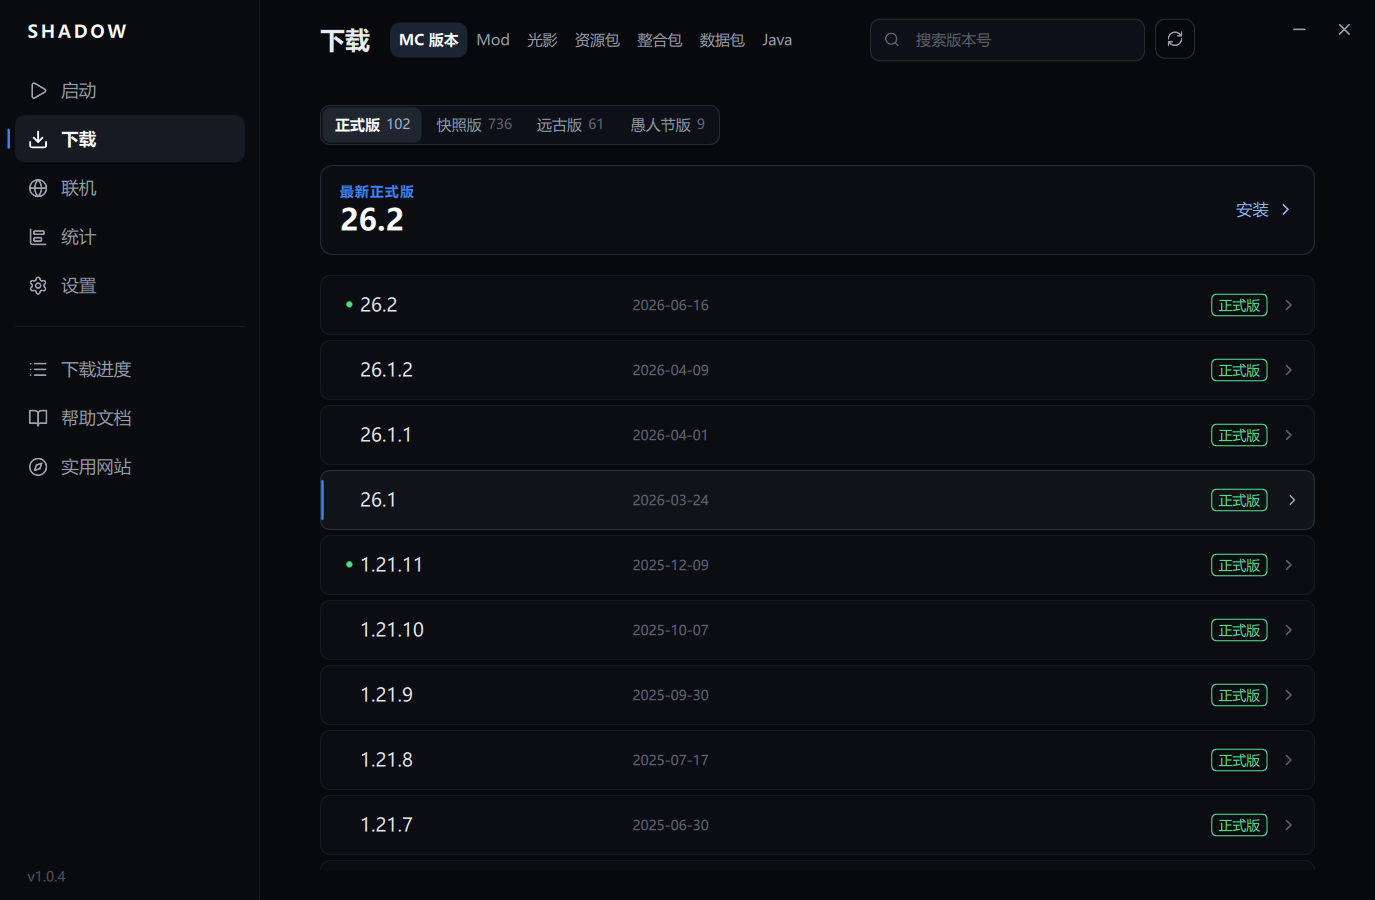 SHADOW
启动
下载
联机
统计
设置
下载进度
帮助文档
实用网站
v1.0.4
下载 MC 版本 Mod 光影 资源包 整合包 数据包 Java
搜索版本号
正式版 102 快照版 736 远古版 61 愚人节版 9
最新正式版
26.2
安装
26.2 2026-06-16 正式版
26.1.2 2026-04-09 正式版
26.1.1 2026-04-01 正式版
26.1 2026-03-24 正式版
1.21.11 2025-12-09 正式版
1.21.10 2025-10-07 正式版
1.21.9 2025-09-30 正式版
1.21.8 2025-07-17 正式版
1.21.7 2025-06-30 正式版